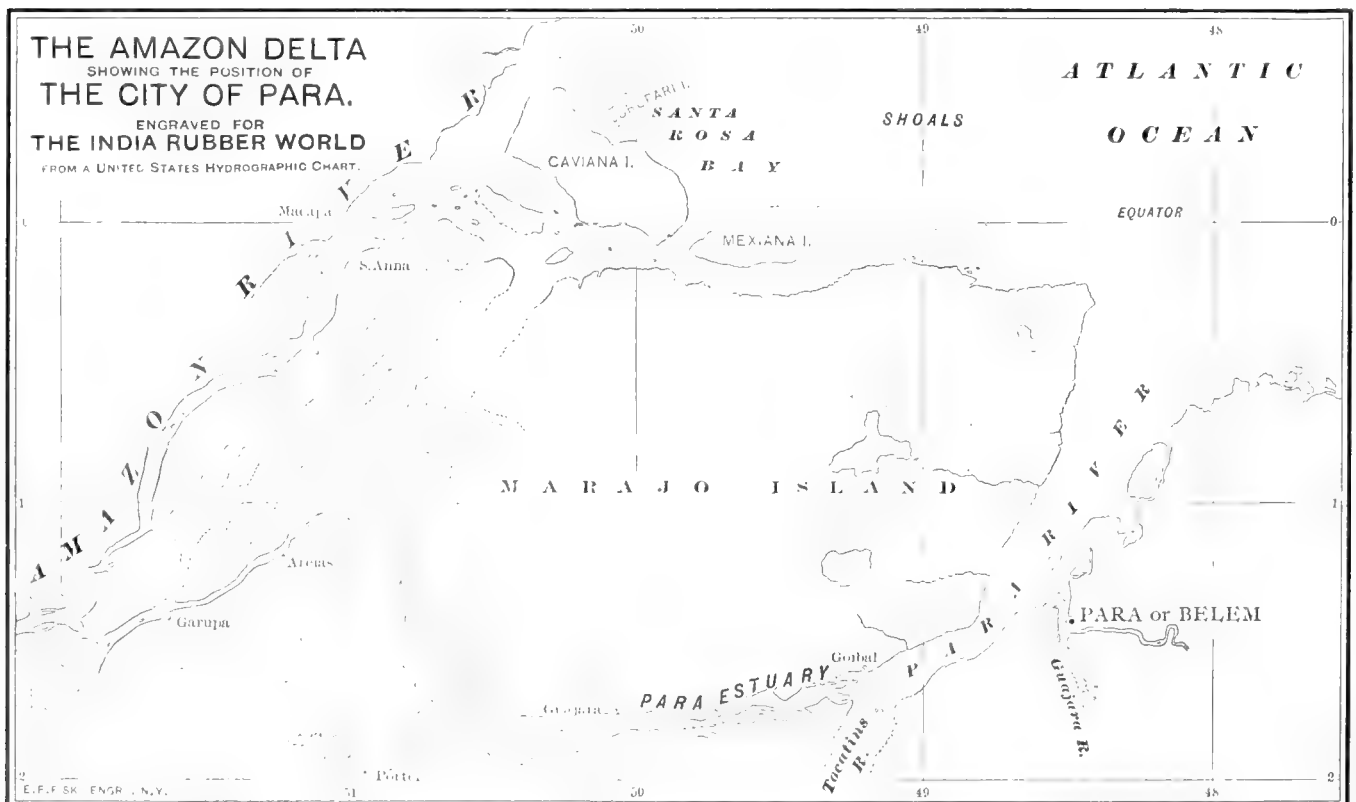 THE AMAZON DELTA
SHOWING THE POSITION OF
THE CITY OF PARA.
ENGRAVED FOR
THE INDIA RUBBER WORLD
FROM A UNITED STATES HYDROGRAPHIC CHART.
50
49
48
ATLANTIC
OCEAN
SANTA
ROSA
BAY
SHOALS
CAVIANA I.
Macapa
EQUATOR
0
MEXIANA I.
S. Anna
AMAZON RIVER
MARAJO ISLAND
1
1
PARA RIVER
Garupa
PARA or BELEM
PARA ESTUARY
Guajara R.
Tocatins
R.
2
2
51
50
49
48